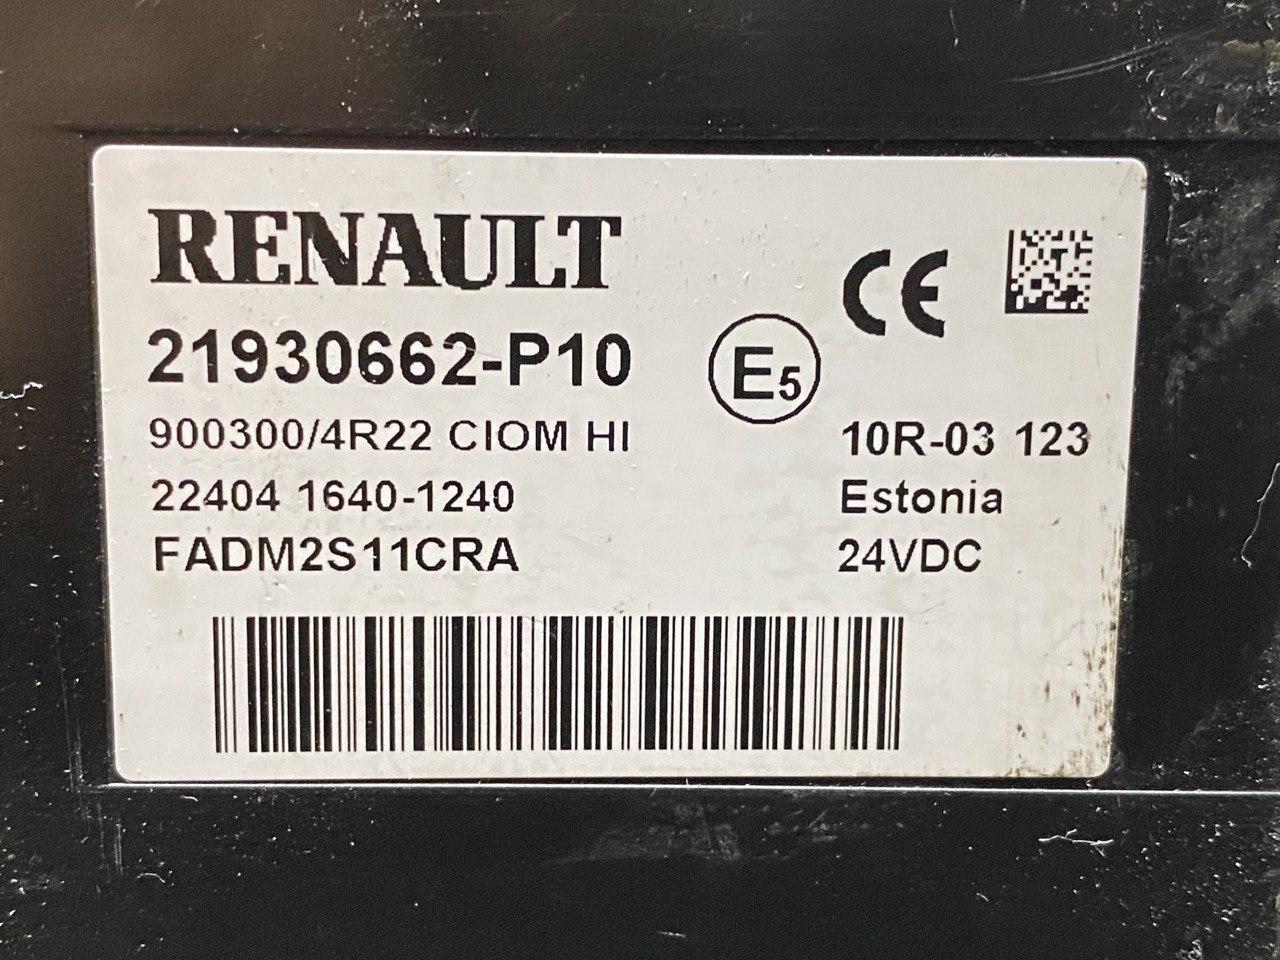 RENAULT
21930662-P10
900300/4R22 CIOM HI
22404 1640-1240
FADM2S11CRA
CE
E5
10R-03 123
Estonia
24VDC